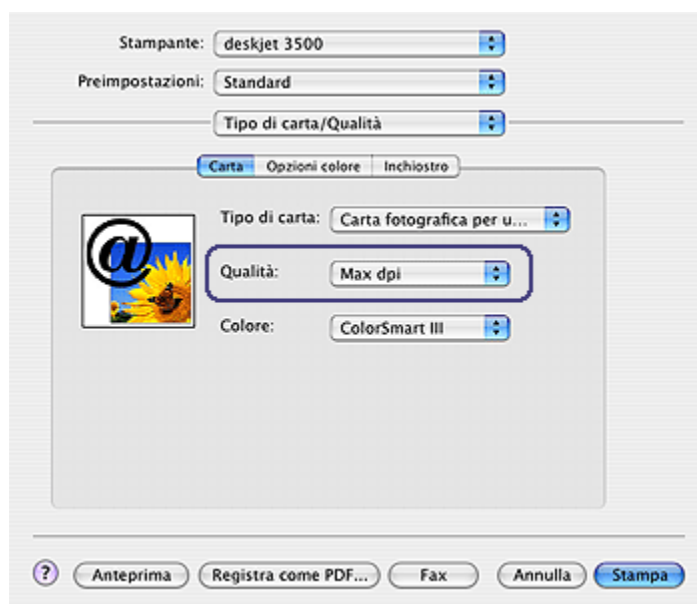 Stampante: deskjet 3500
Preimpostazioni: Standard
Tipo di carta/Qualità
Carta Opzioni colore Inchiostro
Tipo di carta: Carta fotografica per u...
@
Qualità: Max dpi
Colore: ColorSmart III
? Anteprima Registra come PDF... Fax Annulla Stampa